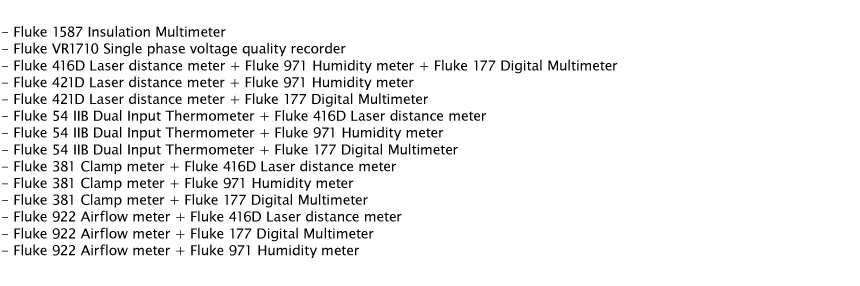 – Fluke 1587 Insulation Multimeter
– Fluke VR1710 Single phase voltage quality recorder
– Fluke 416D Laser distance meter + Fluke 971 Humidity meter + Fluke 177 Digital Multimeter
– Fluke 421D Laser distance meter + Fluke 971 Humidity meter
– Fluke 421D Laser distance meter + Fluke 177 Digital Multimeter
– Fluke 54 IIB Dual Input Thermometer + Fluke 416D Laser distance meter
– Fluke 54 IIB Dual Input Thermometer + Fluke 971 Humidity meter
– Fluke 54 IIB Dual Input Thermometer + Fluke 177 Digital Multimeter
– Fluke 381 Clamp meter + Fluke 416D Laser distance meter
– Fluke 381 Clamp meter + Fluke 971 Humidity meter
– Fluke 381 Clamp meter + Fluke 177 Digital Multimeter
– Fluke 922 Airflow meter + Fluke 416D Laser distance meter
– Fluke 922 Airflow meter + Fluke 177 Digital Multimeter
– Fluke 922 Airflow meter + Fluke 971 Humidity meter